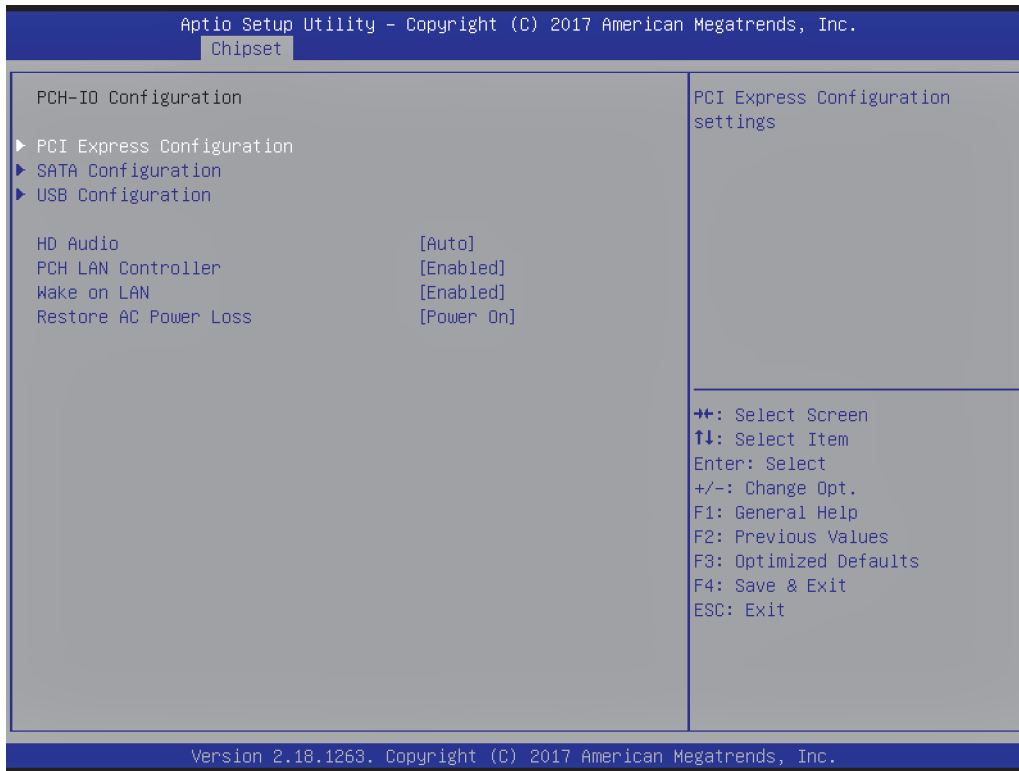 Aptio Setup Utility – Copyright (C) 2017 American Megatrends, Inc.
Chipset
PCH-IO Configuration
▶ PCI Express Configuration
▶ SATA Configuration
▶ USB Configuration
HD Audio [Auto]
PCH LAN Controller [Enabled]
Wake on LAN [Enabled]
Restore AC Power Loss [Power On]
PCI Express Configuration
settings
→←: Select Screen
↑↓: Select Item
Enter: Select
+/-: Change Opt.
F1: General Help
F2: Previous Values
F3: Optimized Defaults
F4: Save & Exit
ESC: Exit
Version 2.18.1263. Copyright (C) 2017 American Megatrends, Inc.